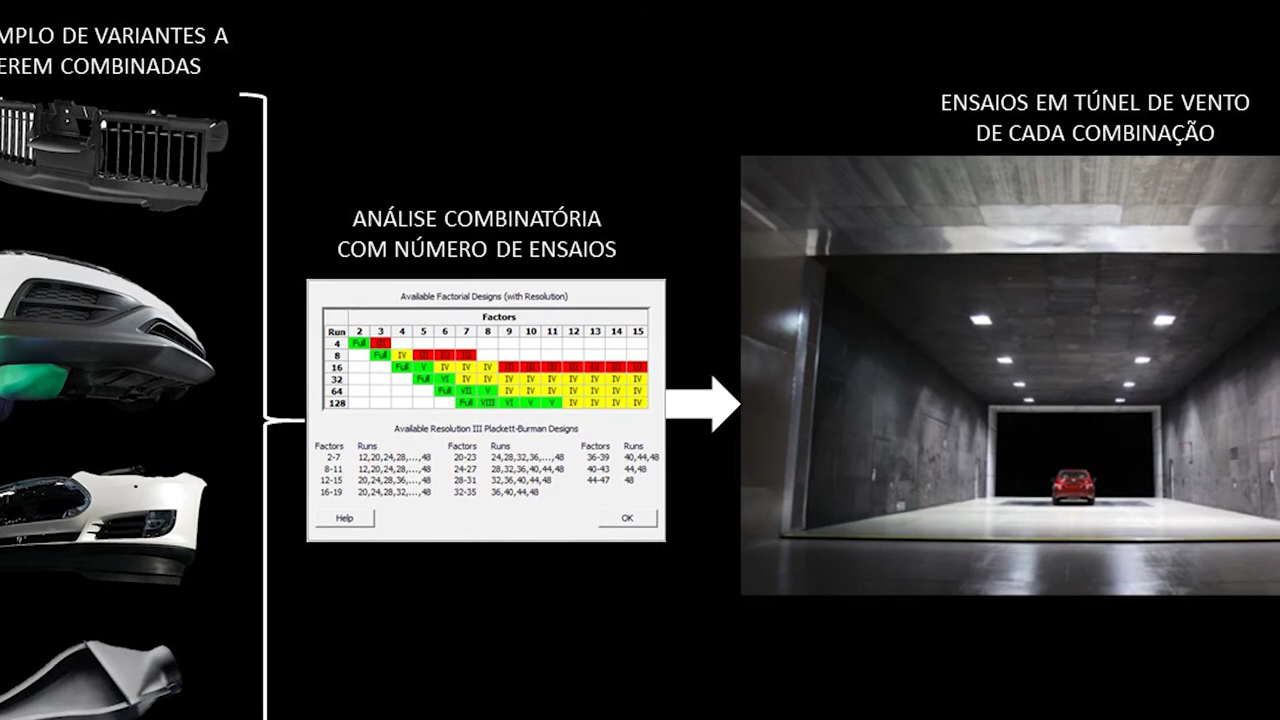 MPLO DE VARIANTES A
EREM COMBINADAS
ENSAIOS EM TÚNEL DE VENTO
DE CADA COMBINAÇÃO
ANÁLISE COMBINATÓRIA
COM NÚMERO DE ENSAIOS
Available Factorial Designs (with Resolution)
Factors
Run 2 3 4 5 6 7 8 9 10 11 12 13 14 15
4 Full III
8 Full IV III III III
16 Full V IV IV IV III III III III III III III
32 Full VI IV IV IV IV IV IV IV IV IV
64 Full VII V IV IV IV IV IV IV IV
128 Full VIII VI V V IV IV IV IV
Available Resolution III Plackett-Burman Designs
Factors Runs Factors Runs Factors Runs
2-7 12,20,24,28,...,48 20-23 24,28,32,36,...,48 36-39 40,44,48
8-11 12,20,24,28,...,48 24-27 28,32,36,40,44,48 40-43 44,48
12-15 20,24,28,36,...,48 28-31 32,36,40,44,48 44-47 48
16-19 20,24,28,32,...,48 32-35 36,40,44,48
Help OK